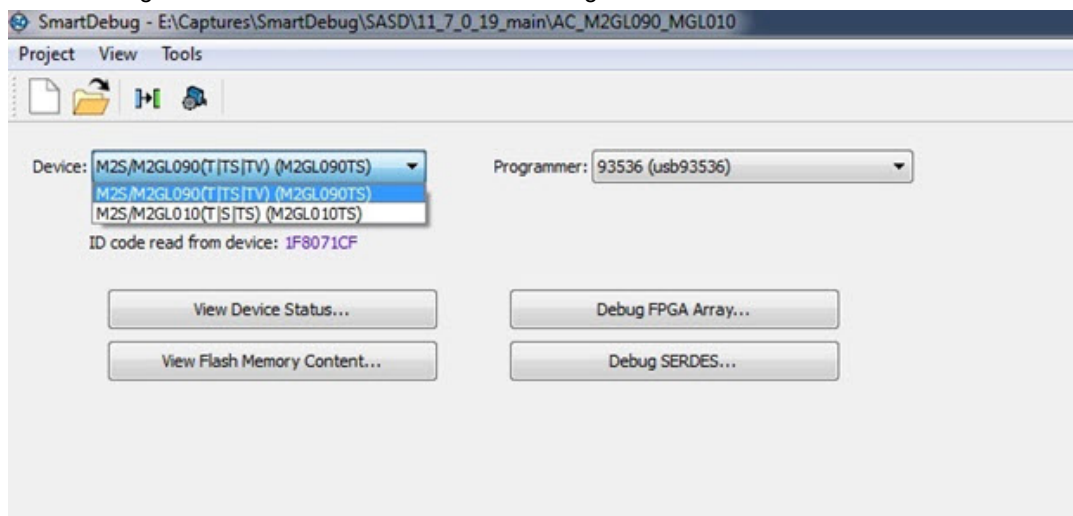 SmartDebug - E:\Captures\SmartDebug\SASD\11_7_0_19_main\AC_M2GL090_MGL010
Project View Tools
Device: M2S/M2GL090(T|TS|TV) (M2GL090TS) Programmer: 93536 (usb93536)
M2S/M2GL090(T|TS|TV) (M2GL090TS)
M2S/M2GL010(T|S|TS) (M2GL010TS)
ID code read from device: 1F8071CF
View Device Status... Debug FPGA Array...
View Flash Memory Content... Debug SERDES...